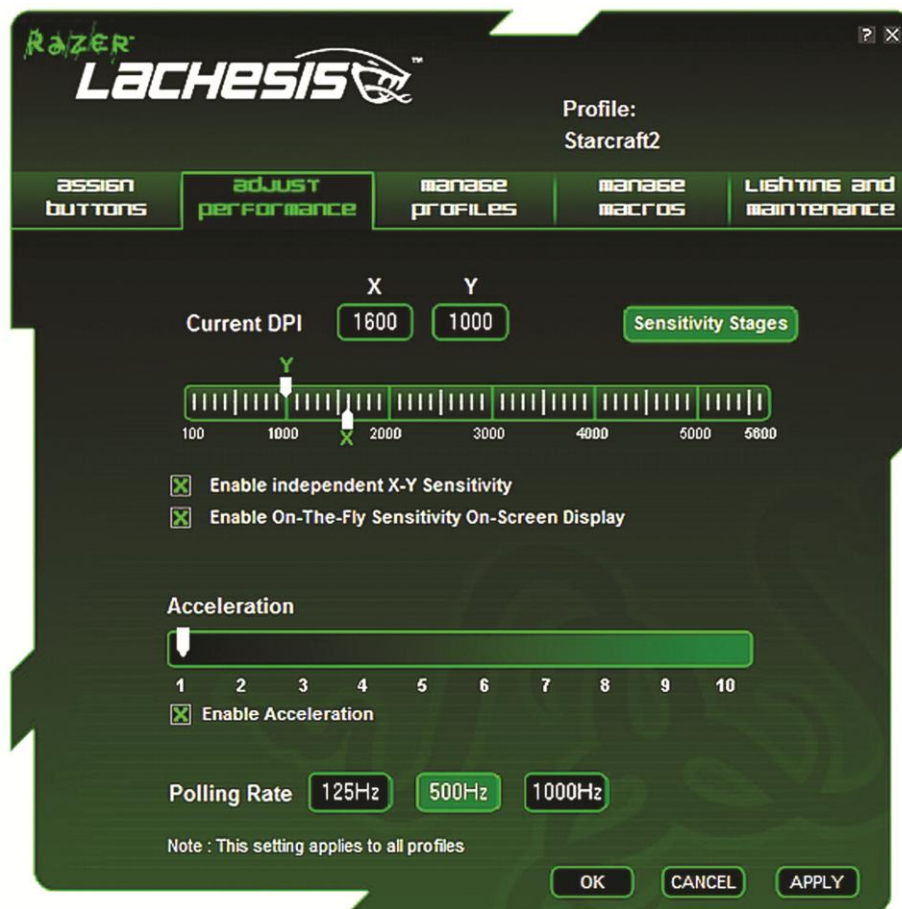 RAZER
? X
LACHESIS™
Profile:
Starcraft2
assign buttons
adjust performance
manage profiles
manage macros
Lighting and maintenance
X Y
Current DPI 1600 1000 Sensitivity Stages
Y
100 1000 2000 3000 4000 5000 5600
X
X Enable independent X-Y Sensitivity
X Enable On-The-Fly Sensitivity On-Screen Display
Acceleration
1 2 3 4 5 6 7 8 9 10
X Enable Acceleration
Polling Rate 125Hz 500Hz 1000Hz
Note : This setting applies to all profiles
OK CANCEL APPLY